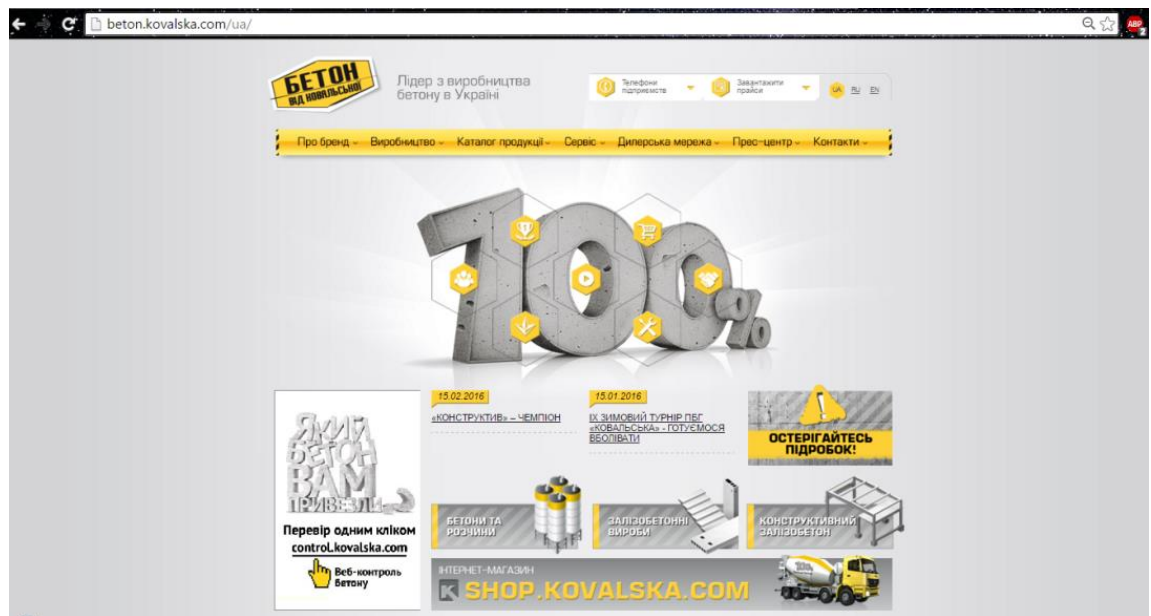 beton.kovalska.com/ua/
ABP
2
БЕТОН
ВІД КОВАЛЬСЬКОЇ
Лідер з виробництва
бетону в Україні
Телефони
підприємств
Завантажити
прайси
UA RU EN
Про бренд Виробництво Каталог продукції Сервіс Дилерська мережа Прес-центр Контакти
100%
15.02.2016
«КОНСТРУКТИВ» – ЧЕМПІОН
15.01.2016
ІХ ЗИМОВИЙ ТУРНІР ПБГ
«КОВАЛЬСЬКА» - ГОТУЄМОСЯ
ВБОЛІВАТИ
ОСТЕРІГАЙТЕСЬ
ПІДРОБОК!
ЯКИЙ
БЕТОН
ВАМ
ПРИВЕЗЛИ
Перевір одним кліком
control.kovalska.com
Веб-контроль
бетону
БЕТОНИ ТА
РОЗЧИНИ
ЗАЛІЗОБЕТОННІ
ВИРОБИ
КОНСТРУКТИВНИЙ
ЗАЛІЗОБЕТОН
ІНТЕРНЕТ-МАГАЗИН
SHOP.KOVALSKA.COM